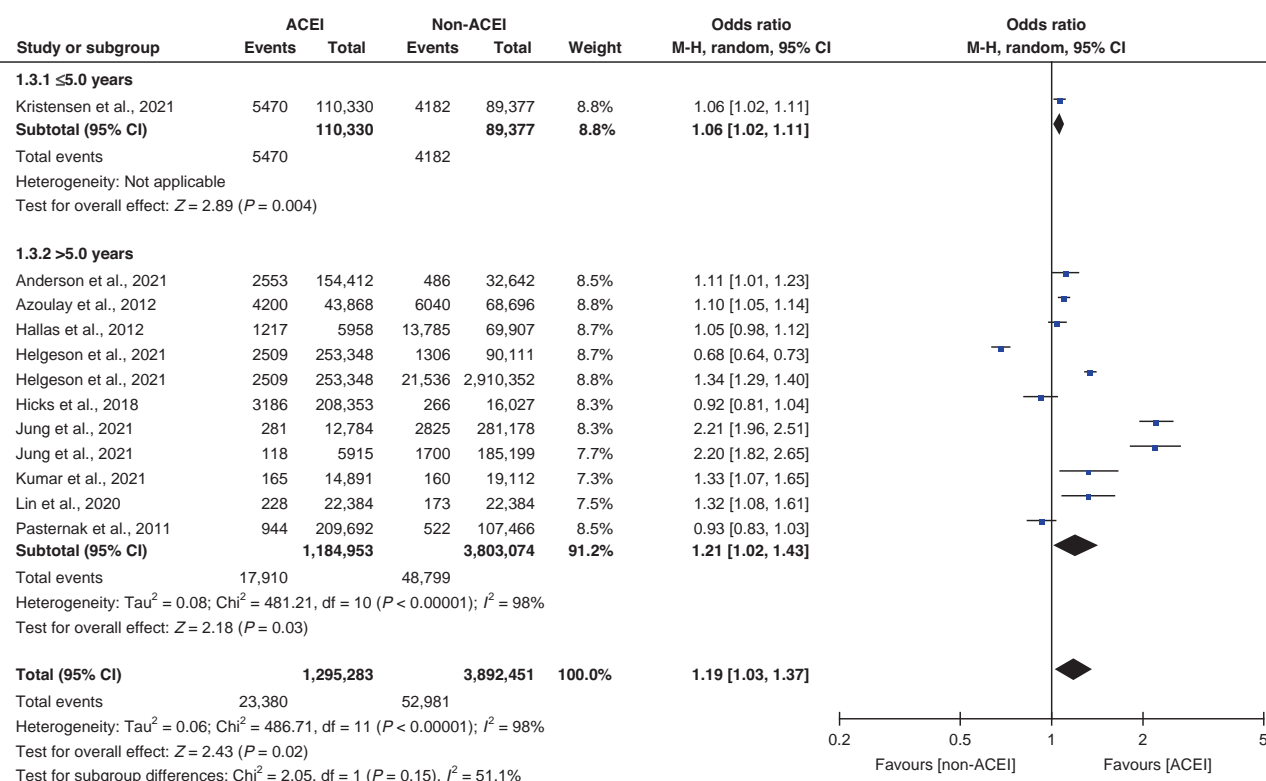 ACEI Non-ACEI Odds ratio Odds ratio
Study or subgroup Events Total Events Total Weight M-H, random, 95% CI M-H, random, 95% CI
1.3.1 ≤5.0 years
Kristensen et al., 2021 5470 110,330 4182 89,377 8.8% 1.06 [1.02, 1.11]
Subtotal (95% CI) 110,330 89,377 8.8% 1.06 [1.02, 1.11]
Total events 5470 4182
Heterogeneity: Not applicable
Test for overall effect: Z = 2.89 (P = 0.004)
1.3.2 >5.0 years
Anderson et al., 2021 2553 154,412 486 32,642 8.5% 1.11 [1.01, 1.23]
Azoulay et al., 2012 4200 43,868 6040 68,696 8.8% 1.10 [1.05, 1.14]
Hallas et al., 2012 1217 5958 13,785 69,907 8.7% 1.05 [0.98, 1.12]
Helgeson et al., 2021 2509 253,348 1306 90,111 8.7% 0.68 [0.64, 0.73]
Helgeson et al., 2021 2509 253,348 21,536 2,910,352 8.8% 1.34 [1.29, 1.40]
Hicks et al., 2018 3186 208,353 266 16,027 8.3% 0.92 [0.81, 1.04]
Jung et al., 2021 281 12,784 2825 281,178 8.3% 2.21 [1.96, 2.51]
Jung et al., 2021 118 5915 1700 185,199 7.7% 2.20 [1.82, 2.65]
Kumar et al., 2021 165 14,891 160 19,112 7.3% 1.33 [1.07, 1.65]
Lin et al., 2020 228 22,384 173 22,384 7.5% 1.32 [1.08, 1.61]
Pasternak et al., 2011 944 209,692 522 107,466 8.5% 0.93 [0.83, 1.03]
Subtotal (95% CI) 1,184,953 3,803,074 91.2% 1.21 [1.02, 1.43]
Total events 17,910 48,799
Heterogeneity: Tau² = 0.08; Chi² = 481.21, df = 10 (P < 0.00001); I² = 98%
Test for overall effect: Z = 2.18 (P = 0.03)
Total (95% CI) 1,295,283 3,892,451 100.0% 1.19 [1.03, 1.37]
Total events 23,380 52,981
Heterogeneity: Tau² = 0.06; Chi² = 486.71, df = 11 (P < 0.00001); I² = 98%
Test for overall effect: Z = 2.43 (P = 0.02)
Test for subgroup differences: Chi² = 2.05, df = 1 (P = 0.15), I² = 51.1%
0.2 0.5 1 2 5
Favours [non-ACEI] Favours [ACEI]